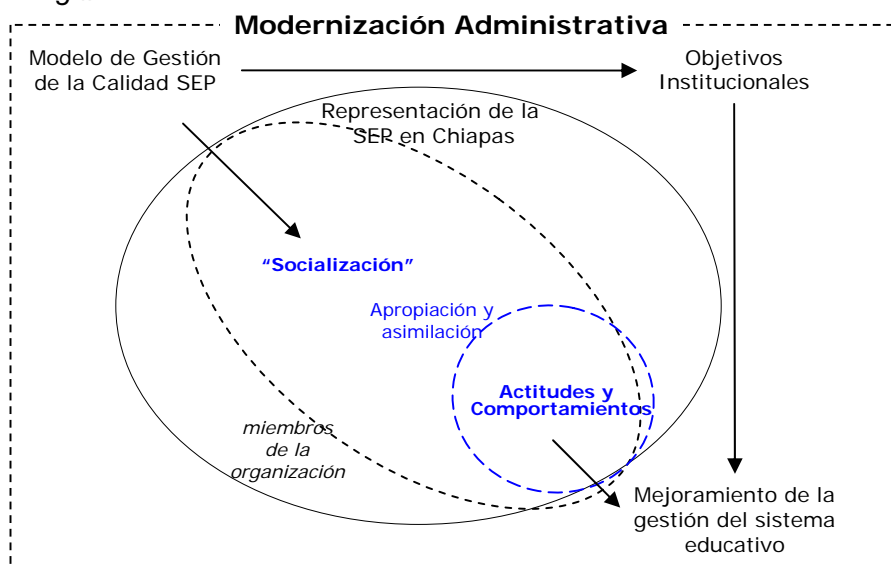 Modernización Administrativa
Modelo de Gestión
de la Calidad SEP
Objetivos
Institucionales
Representación de la
SEP en Chiapas
“Socialización”
Apropiación y
asimilación
Actitudes y
Comportamientos
miembros
de la
organización
Mejoramiento de la
gestión del sistema
educativo